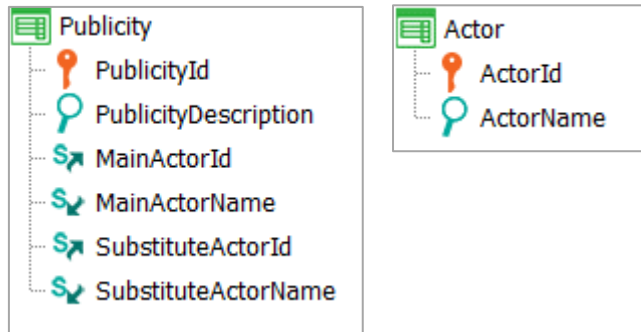 Publicity
PublicityId
PublicityDescription
MainActorId
MainActorName
SubstituteActorId
SubstituteActorName
Actor
ActorId
ActorName